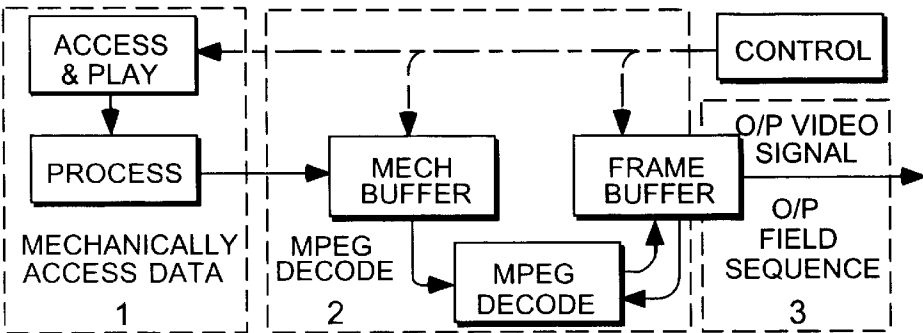 ACCESS
& PLAY
CONTROL
PROCESS
MECH
BUFFER
FRAME
BUFFER
O/P VIDEO
SIGNAL
MECHANICALLY
ACCESS DATA
1
MPEG
DECODE
2
MPEG
DECODE
O/P
FIELD
SEQUENCE
3